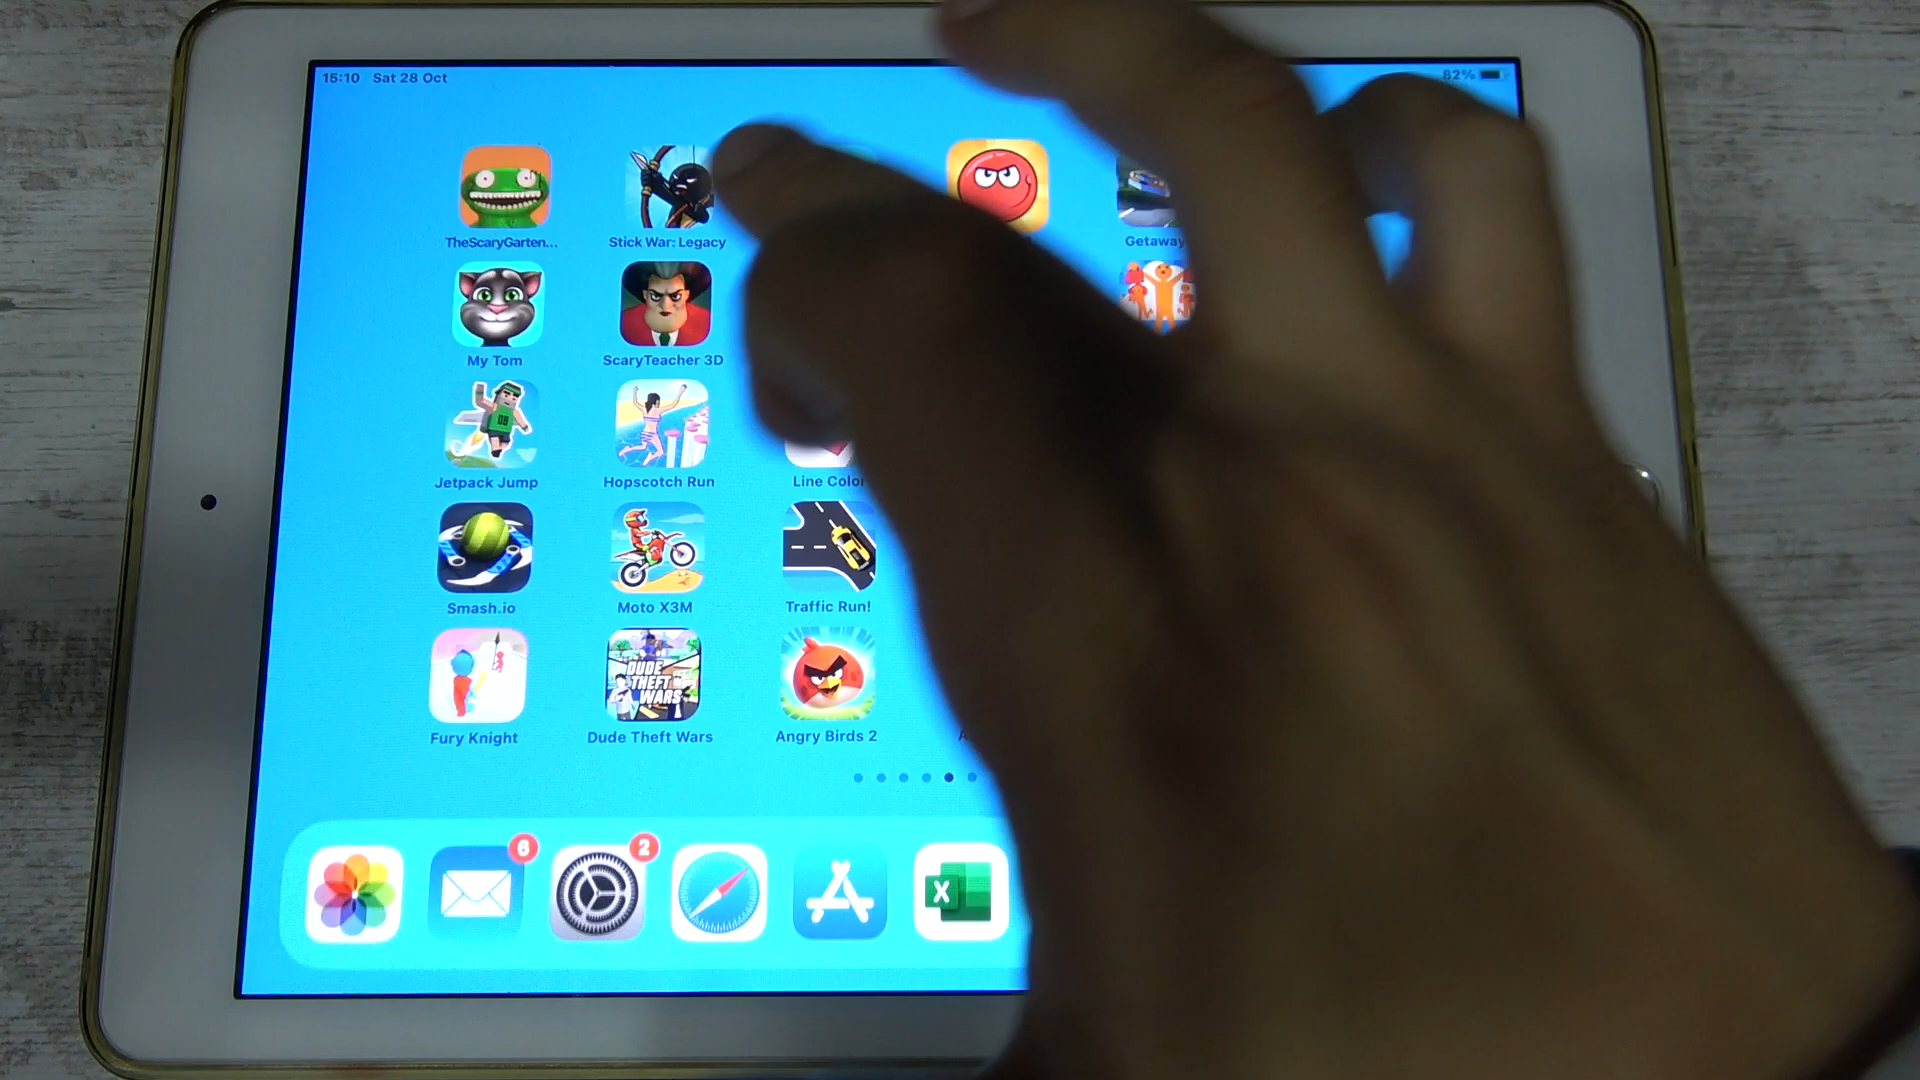 15:10 Sat 28 Oct 82%
TheScaryGarten... Stick War: Legacy Getaway
My Tom ScaryTeacher 3D
08
Jetpack Jump Hopscotch Run Line Color
Smash.io Moto X3M Traffic Run!
DUDE
THEFT
WARS
Fury Knight Dude Theft Wars Angry Birds 2 A
6 2
X